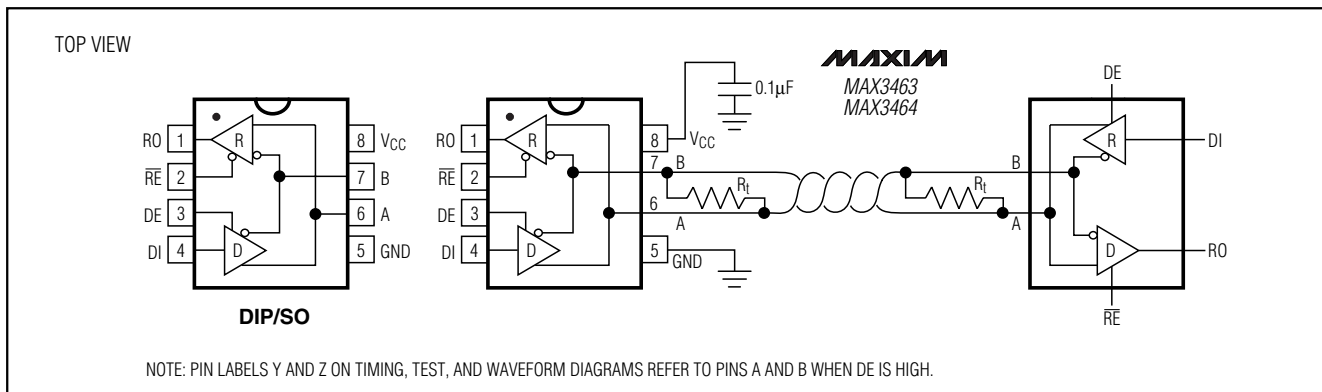 TOP VIEW
MAXIM
MAX3463
MAX3464
RO 1
R̅E̅ 2
DE 3
DI 4
R
D
8 VCC
7 B
6 A
5 GND
DIP/SO
RO 1
R̅E̅ 2
DE 3
DI 4
R
D
0.1µF
8 VCC
7 B
Rt
6 A
5 GND
DE
B
Rt
A
R
DI
D
RO
R̅E̅
NOTE: PIN LABELS Y AND Z ON TIMING, TEST, AND WAVEFORM DIAGRAMS REFER TO PINS A AND B WHEN DE IS HIGH.